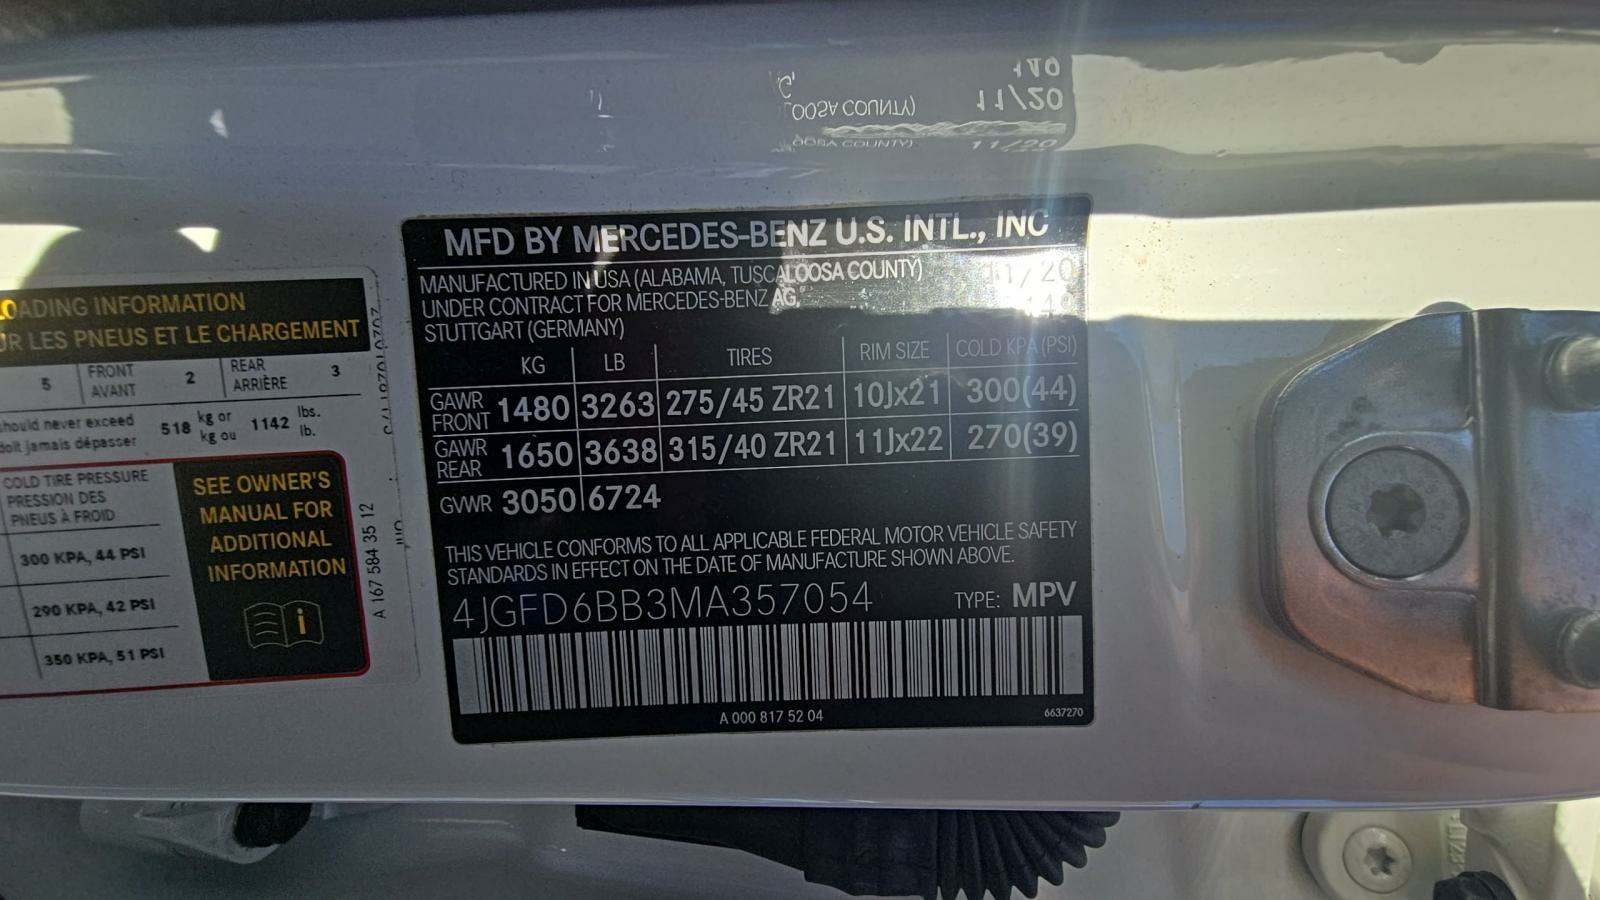 LOADING INFORMATION
UR LES PNEUS ET LE CHARGEMENT
5 FRONT AVANT 2 REAR ARRIÈRE 3
should never exceed
doit jamais dépasser
518 kg or kg ou 1142 lbs. lb.
COLD TIRE PRESSURE
PRESSION DES
PNEUS À FROID
300 KPA, 44 PSI
290 KPA, 42 PSI
350 KPA, 51 PSI
SEE OWNER'S
MANUAL FOR
ADDITIONAL
INFORMATION
i
A 167 584 35 12
MFD BY MERCEDES-BENZ U.S. INTL., INC
MANUFACTURED IN USA (ALABAMA, TUSCALOOSA COUNTY) 11/20
UNDER CONTRACT FOR MERCEDES-BENZ AG, 149
STUTTGART (GERMANY)
KG LB TIRES RIM SIZE COLD KPA (PSI)
GAWR FRONT 1480 3263 275/45 ZR21 10Jx21 300(44)
GAWR REAR 1650 3638 315/40 ZR21 11Jx22 270(39)
GVWR 3050 6724
THIS VEHICLE CONFORMS TO ALL APPLICABLE FEDERAL MOTOR VEHICLE SAFETY
STANDARDS IN EFFECT ON THE DATE OF MANUFACTURE SHOWN ABOVE.
4JGFD6BB3MA357054 TYPE: MPV
A 000 817 52 04 6637270